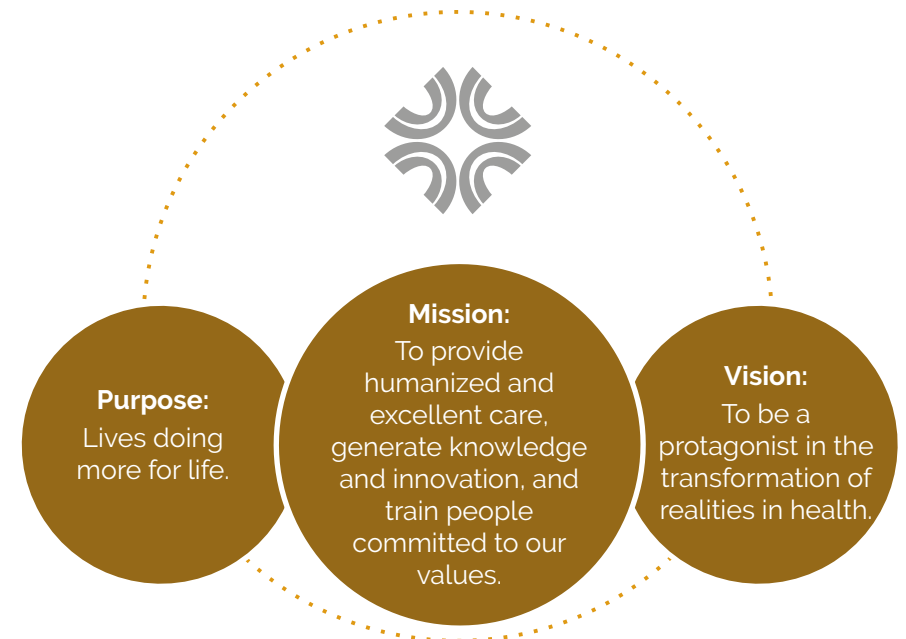 Purpose:
Lives doing
more for life.
Mission:
To provide
humanized and
excellent care,
generate knowledge
and innovation, and
train people
committed to our
values.
Vision:
To be a
protagonist in the
transformation of
realities in health.